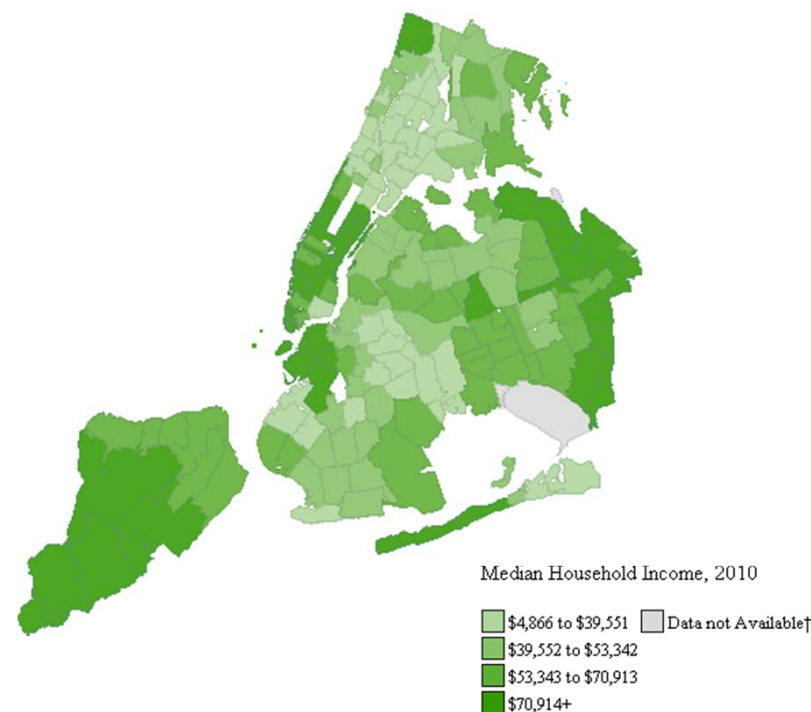 Median Household Income, 2010
$4,866 to $39,551 Data not Available†
$39,552 to $53,342
$53,343 to $70,913
$70,914+